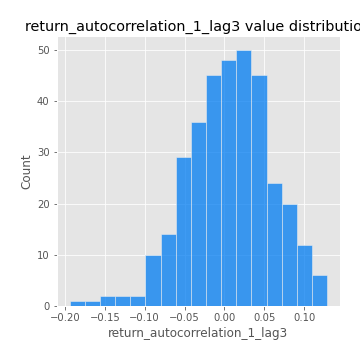 return_autocorrelation_1_lag3 value distributio
50
40
30
20
10
0
Count
−0.20 −0.15 −0.10 −0.05 0.00 0.05 0.10
return_autocorrelation_1_lag3